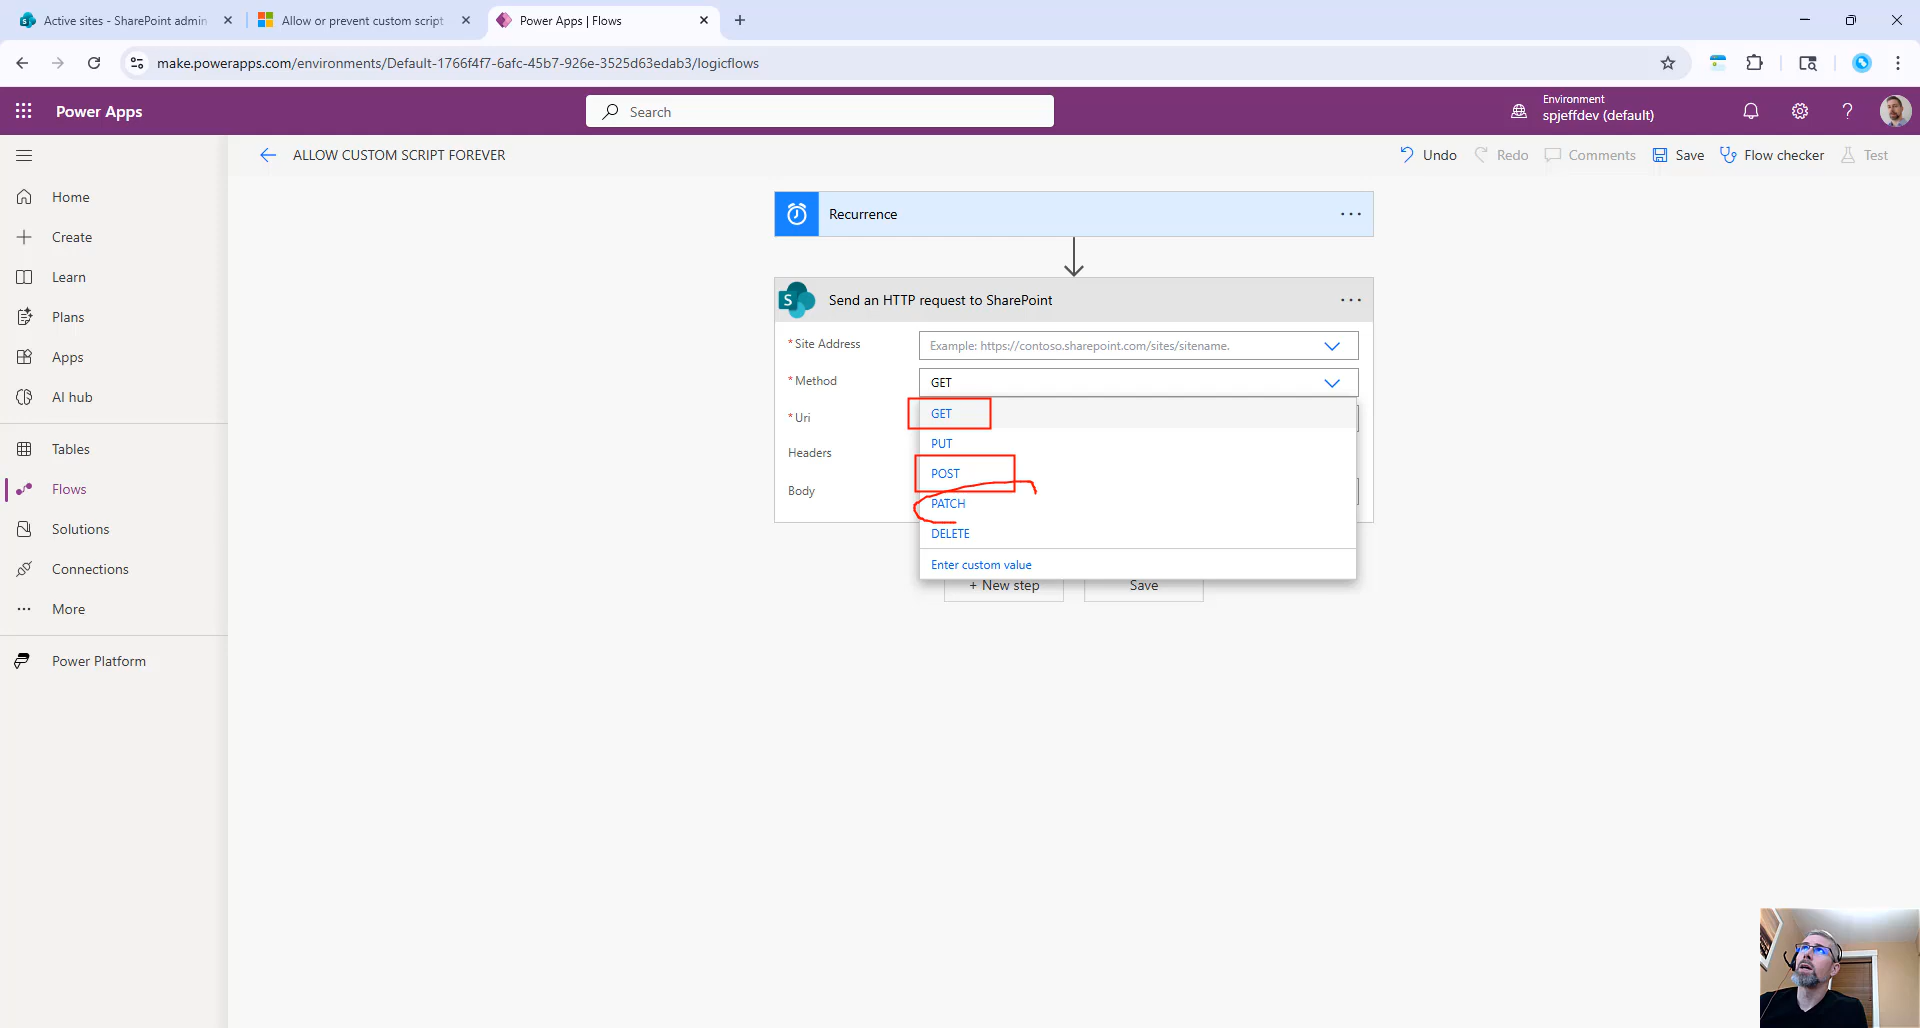 Active sites - SharePoint admin
Allow or prevent custom script
Power Apps | Flows
make.powerapps.com/environments/Default-1766f4f7-6afc-45b7-926e-3525d63edab3/logicflows
Power Apps
Search
Environment
spjeffdev (default)
ALLOW CUSTOM SCRIPT FOREVER
Undo
Redo
Comments
Save
Flow checker
Test
Home
Create
Learn
Plans
Apps
AI hub
Tables
Flows
Solutions
Connections
More
Power Platform
Recurrence
S
Send an HTTP request to SharePoint
* Site Address
Example: https://contoso.sharepoint.com/sites/sitename.
* Method
GET
* Uri
Headers
Body
GET
PUT
POST
PATCH
DELETE
Enter custom value
+ New step
Save